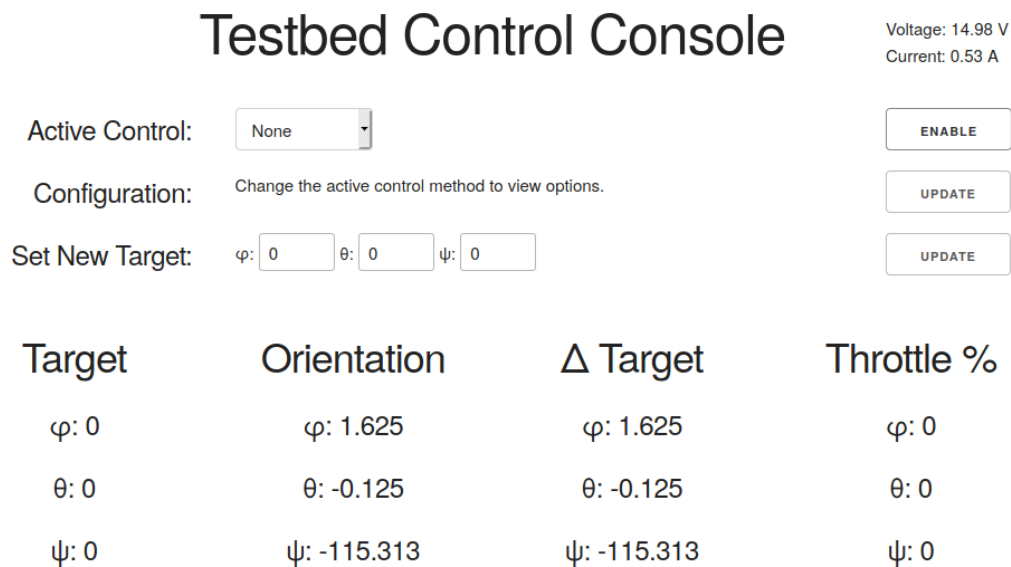 Testbed Control Console
Voltage: 14.98 V
Current: 0.53 A
Active Control: None ENABLE
Configuration: Change the active control method to view options. UPDATE
Set New Target: φ: 0 θ: 0 ψ: 0 UPDATE
Target Orientation Δ Target Throttle %
φ: 0 φ: 1.625 φ: 1.625 φ: 0
θ: 0 θ: -0.125 θ: -0.125 θ: 0
ψ: 0 ψ: -115.313 ψ: -115.313 ψ: 0